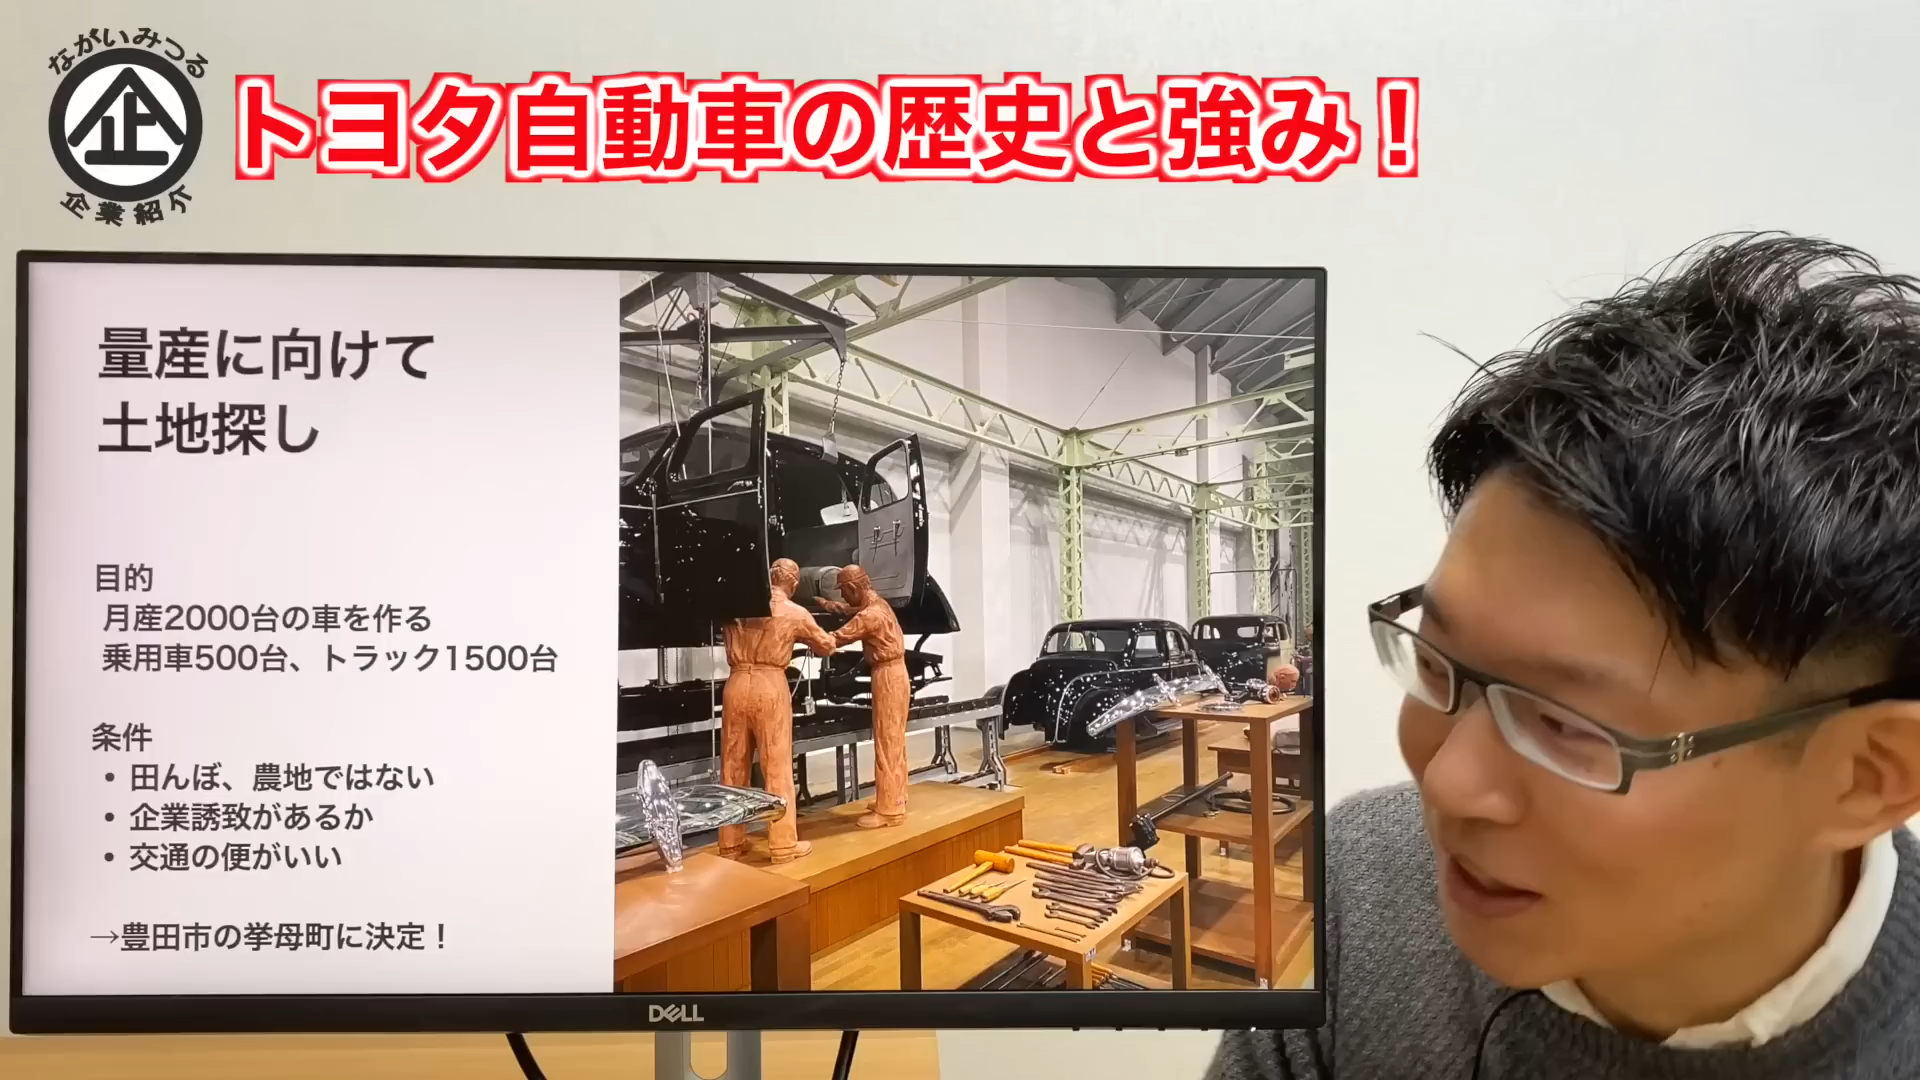 ながいみつる
企
企業紹介
トヨタ自動車の歴史と強み！
量産に向けて
土地探し
目的
月産2000台の車を作る
乗用車500台、トラック1500台
条件
• 田んぼ、農地ではない
• 企業誘致があるか
• 交通の便がいい
→豊田市の挙母町に決定！
DELL